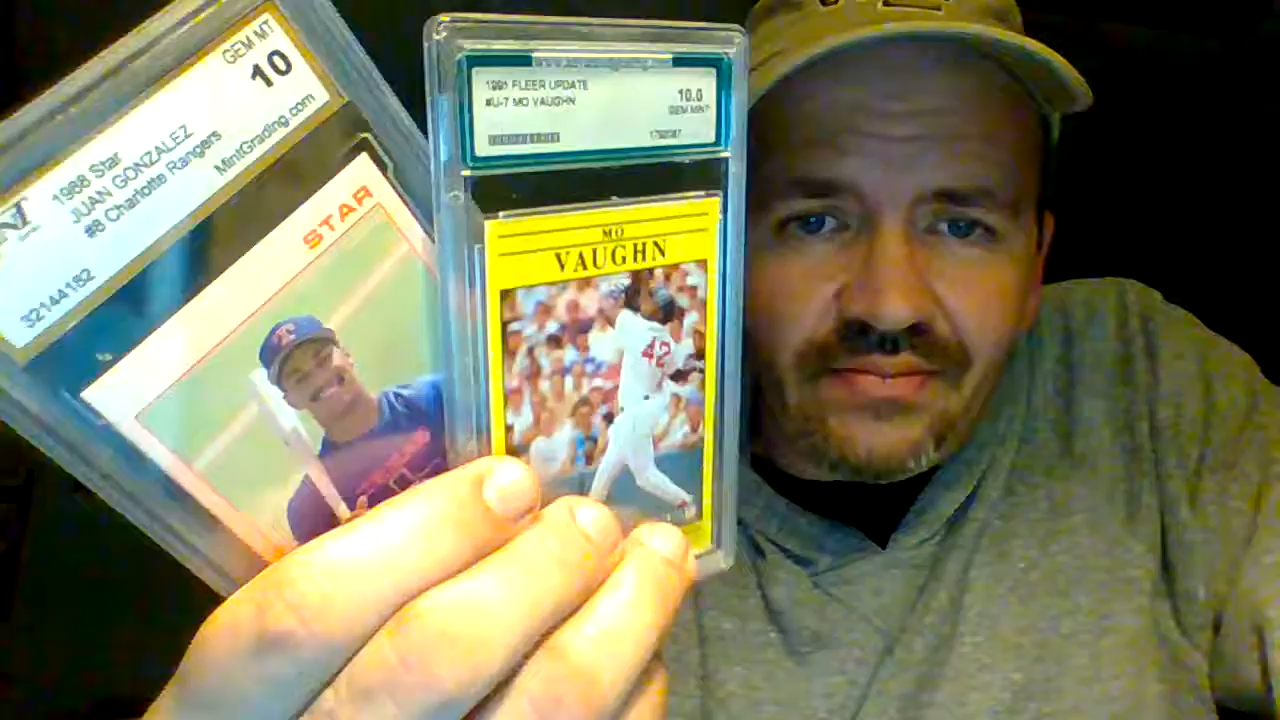 GEM MT
10
1988 Star
JUAN GONZALEZ
#8 Charlotte Rangers
MintGrading.com
32144182
STAR
T
1991 FLEER UPDATE
#U-7 MO VAUGHN
10.0
GEM MINT
MO
VAUGHN
42